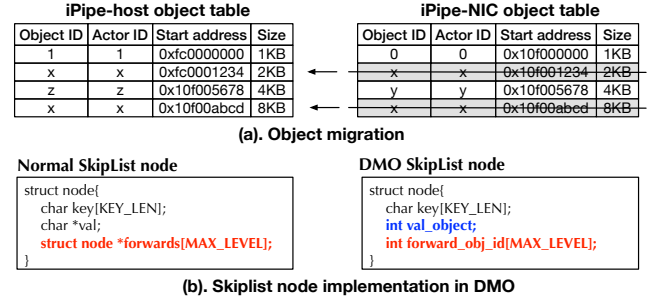 iPipe-host object table
Object ID Actor ID Start address Size
1 1 0xfc0000000 1KB
x x 0xfc0001234 2KB
z z 0x10f005678 4KB
x x 0x10f00abcd 8KB
iPipe-NIC object table
Object ID Actor ID Start address Size
0 0 0x10f000000 1KB
x x 0x10f001234 2KB
y y 0x10f005678 4KB
x x 0x10f00abcd 8KB
(a). Object migration
Normal SkipList node
struct node{
char key[KEY_LEN];
char *val;
struct node *forwards[MAX_LEVEL];
}
DMO SkipList node
struct node{
char key[KEY_LEN];
int val_object;
int forward_obj_id[MAX_LEVEL];
}
(b). Skiplist node implementation in DMO